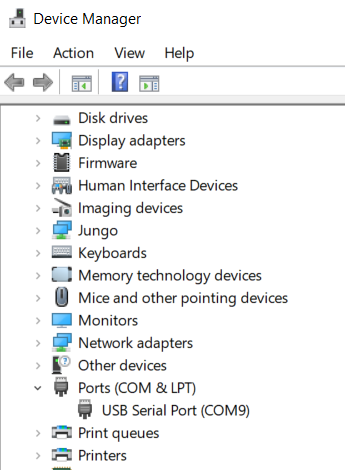 Device Manager
File Action View Help
Disk drives
Display adapters
Firmware
Human Interface Devices
Imaging devices
Jungo
Keyboards
Memory technology devices
Mice and other pointing devices
Monitors
Network adapters
Other devices
Ports (COM & LPT)
USB Serial Port (COM9)
Print queues
Printers